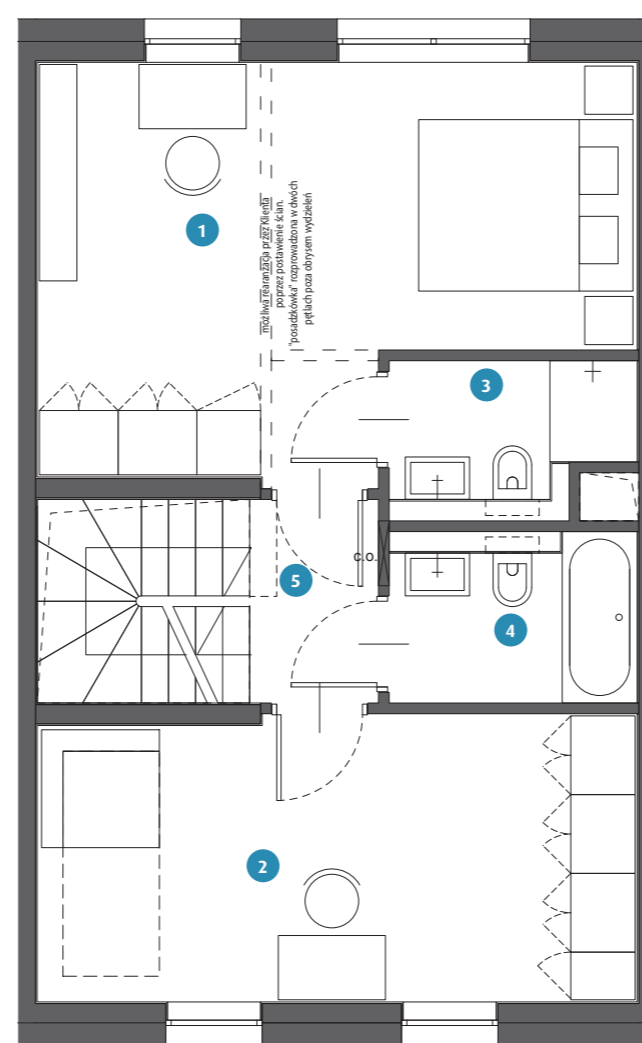 1
możliwa rearanżacja przez Klienta
poprzez postawienie ścian.
"posadzkówka" rozprowadzona w dwóch
pętlach poza obrysem wydzieleń
3
c.o.
5
4
2